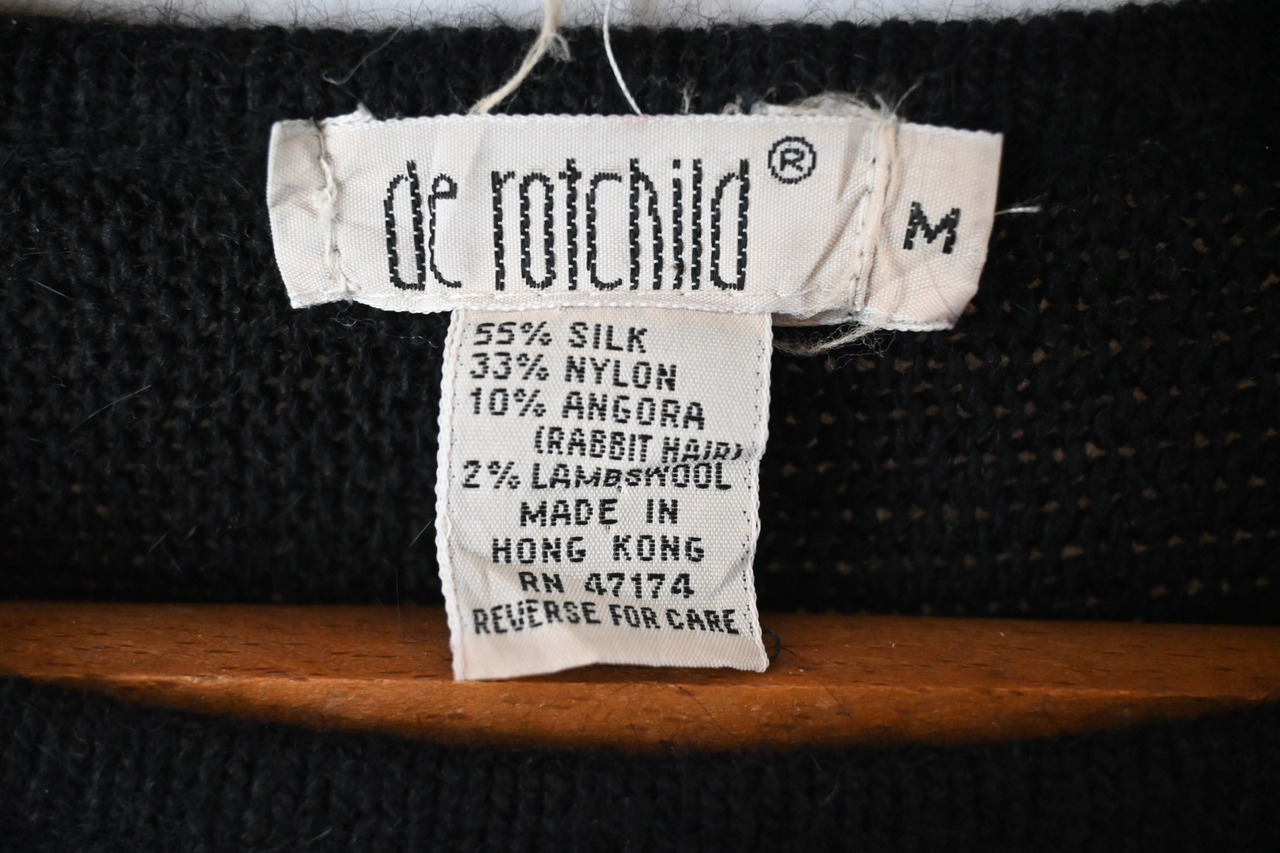 de rotchild ® M
55% SILK
33% NYLON
10% ANGORA
(RABBIT HAIR)
2% LAMBSWOOL
MADE IN
HONG KONG
RN 47174
REVERSE FOR CARE